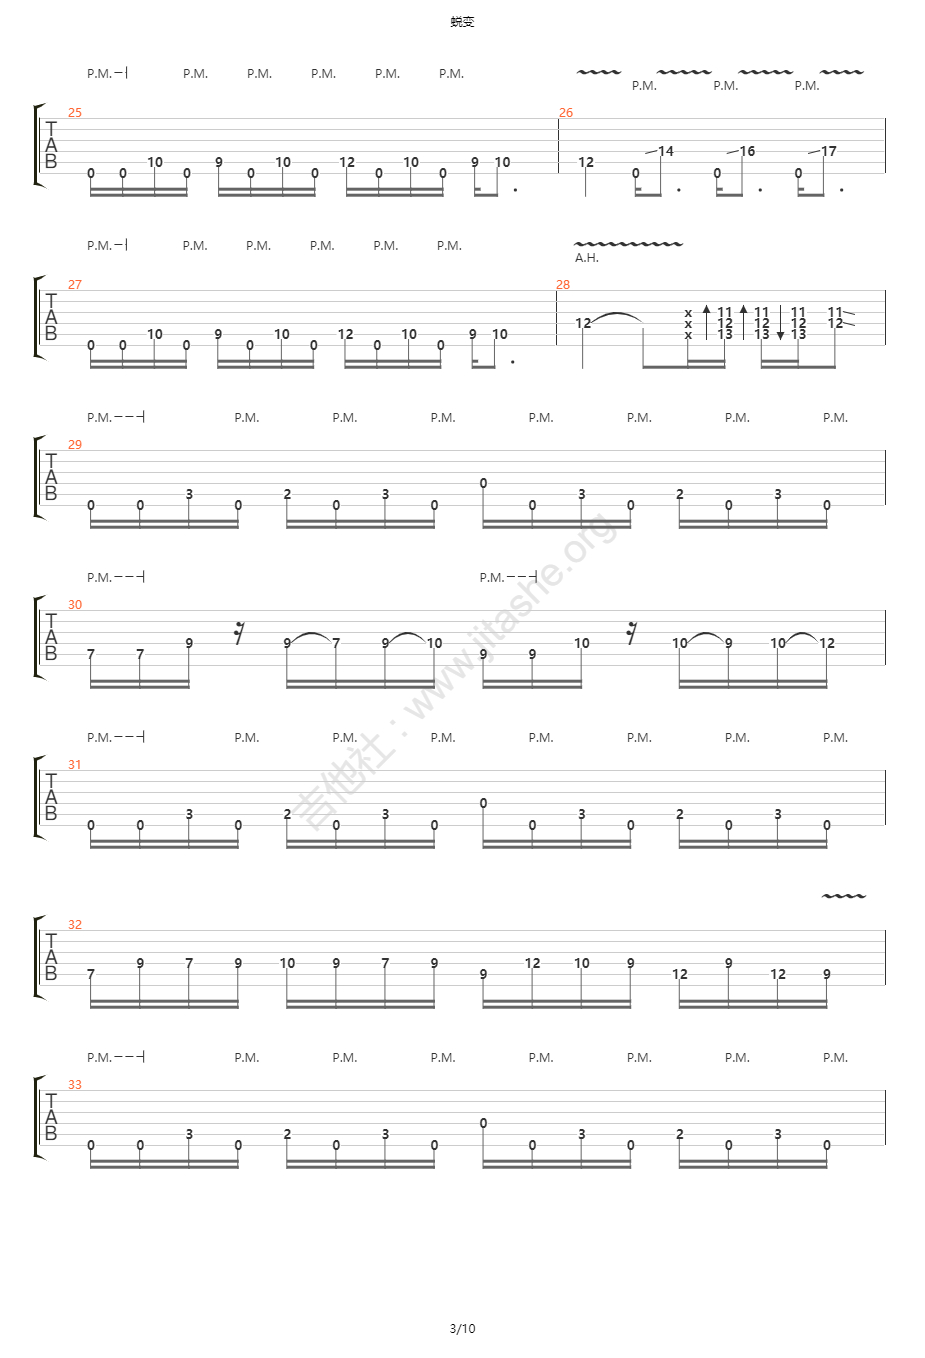 蜕变
P.M. P.M. P.M. P.M. P.M. P.M. P.M. P.M. P.M.
25 26
T
A
B
0 0 10 0 9 0 10 0 12 0 10 0 9 10 12 0 14 0 16 0 17
P.M. P.M. P.M. P.M. P.M. P.M. A.H.
27 28
T
A
B
0 0 10 0 9 0 10 0 12 0 10 0 9 10 12 x x x 11 12 13 11 12 13 11 12 13 11 12
P.M. P.M. P.M. P.M. P.M. P.M. P.M. P.M.
29
T
A
B
0 0 3 0 2 0 3 0 0 0 3 0 2 0 3 0
P.M. P.M.
30
T
A
B
7 7 9 9 7 9 10 9 9 10 10 9 10 12
P.M. P.M. P.M. P.M. P.M. P.M. P.M. P.M.
31
T
A
B
0 0 3 0 2 0 3 0 0 0 3 0 2 0 3 0
32
T
A
B
7 9 7 9 10 9 7 9 9 12 10 9 12 9 12 9
P.M. P.M. P.M. P.M. P.M. P.M. P.M. P.M.
33
T
A
B
0 0 3 0 2 0 3 0 0 0 3 0 2 0 3 0
吉他社：www.jitashe.org
3/10